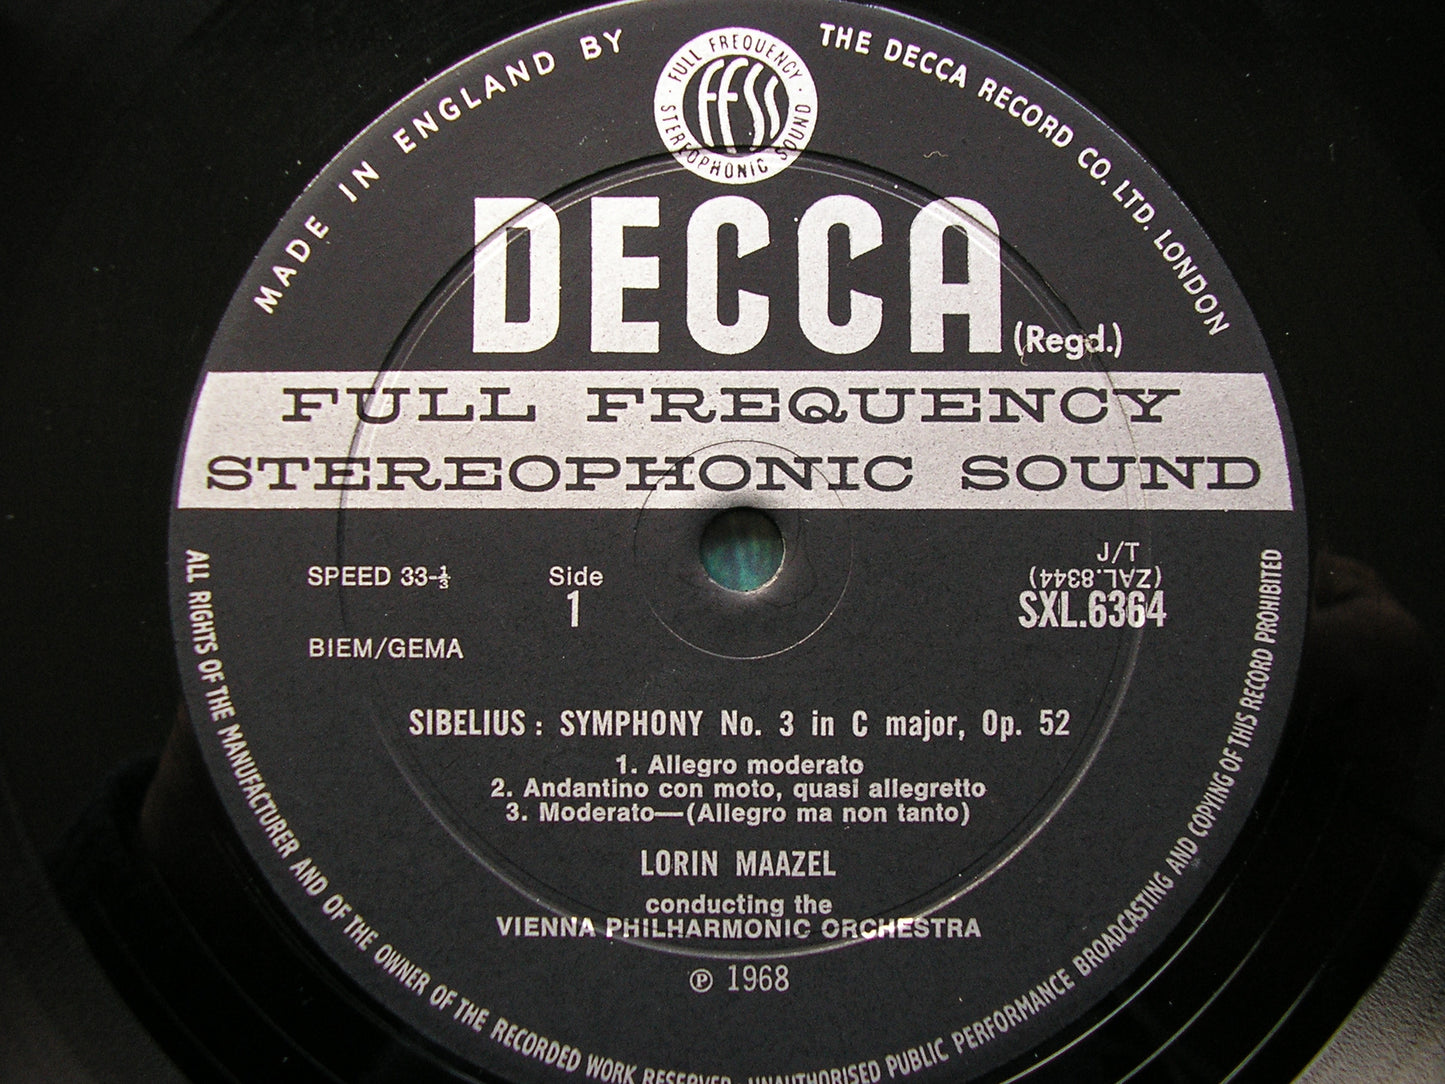 MADE IN ENGLAND BY
THE DECCA RECORD CO. LTD. LONDON
FULL FREQUENCY
ffss
STEREOPHONIC SOUND
DECCA (Regd.)
FULL FREQUENCY
STEREOPHONIC SOUND
SPEED 33-⅓
Side
1
J/T
(ZAL.8344)
SXL.6364
BIEM/GEMA
SIBELIUS : SYMPHONY No. 3 in C major, Op. 52
1. Allegro moderato
2. Andantino con moto, quasi allegretto
3. Moderato—(Allegro ma non tanto)
LORIN MAAZEL
conducting the
VIENNA PHILHARMONIC ORCHESTRA
℗ 1968
ALL RIGHTS OF THE MANUFACTURER AND OF THE OWNER OF THE RECORDED WORK RESERVED UNAUTHORISED PUBLIC PERFORMANCE BROADCASTING AND COPYING OF THIS RECORD PROHIBITED